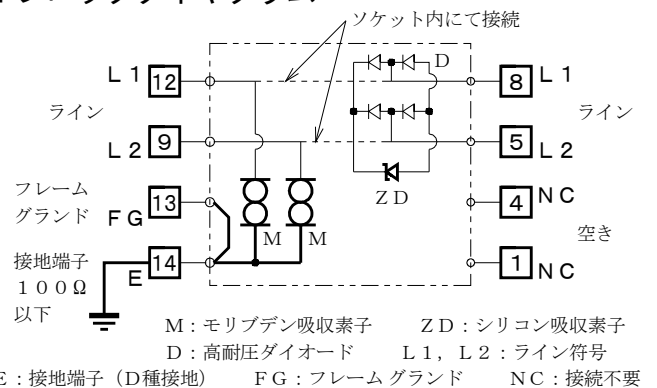 ソケット内にて接続
L1 12 D 8 L1
ライン ライン
L2 9 5 L2
ZD
フレーム
グランド FG 13 4 NC
M M 空き
接地端子
100Ω
以下 E 14 1 NC
M：モリブデン吸収素子 ZD：シリコン吸収素子
D：高耐圧ダイオード L1，L2：ライン符号
E：接地端子（D種接地） FG：フレームグランド NC：接続不要